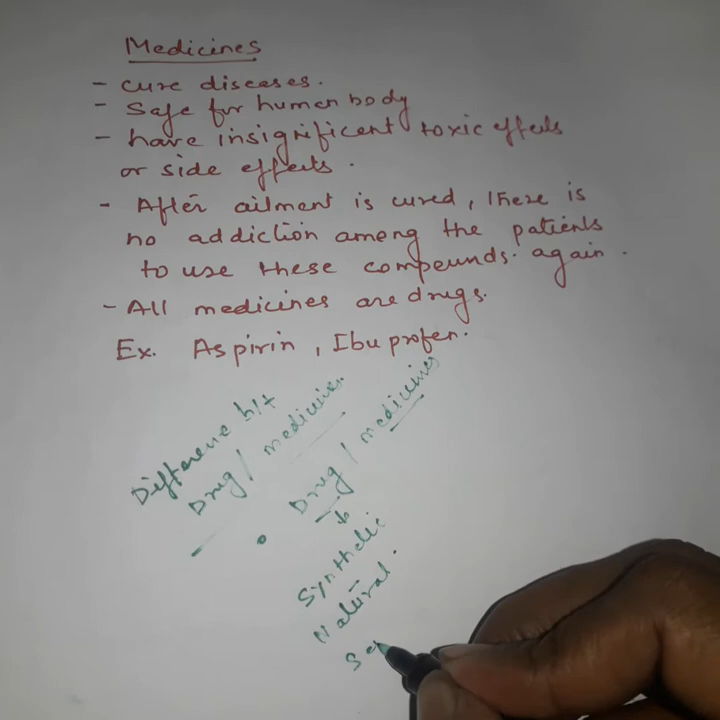 Medicines
- cure diseases.
- Safe for human body
- have insignificant toxic effects
or side effects.
- After ailment is cured, there is
no addiction among the patients
to use these compounds. again.
- All medicines are drugs.
Ex. Aspirin, Ibuprofen.
Difference b/t
Drug / medicine.
• Drug / medicines
Synthetic
Natural.